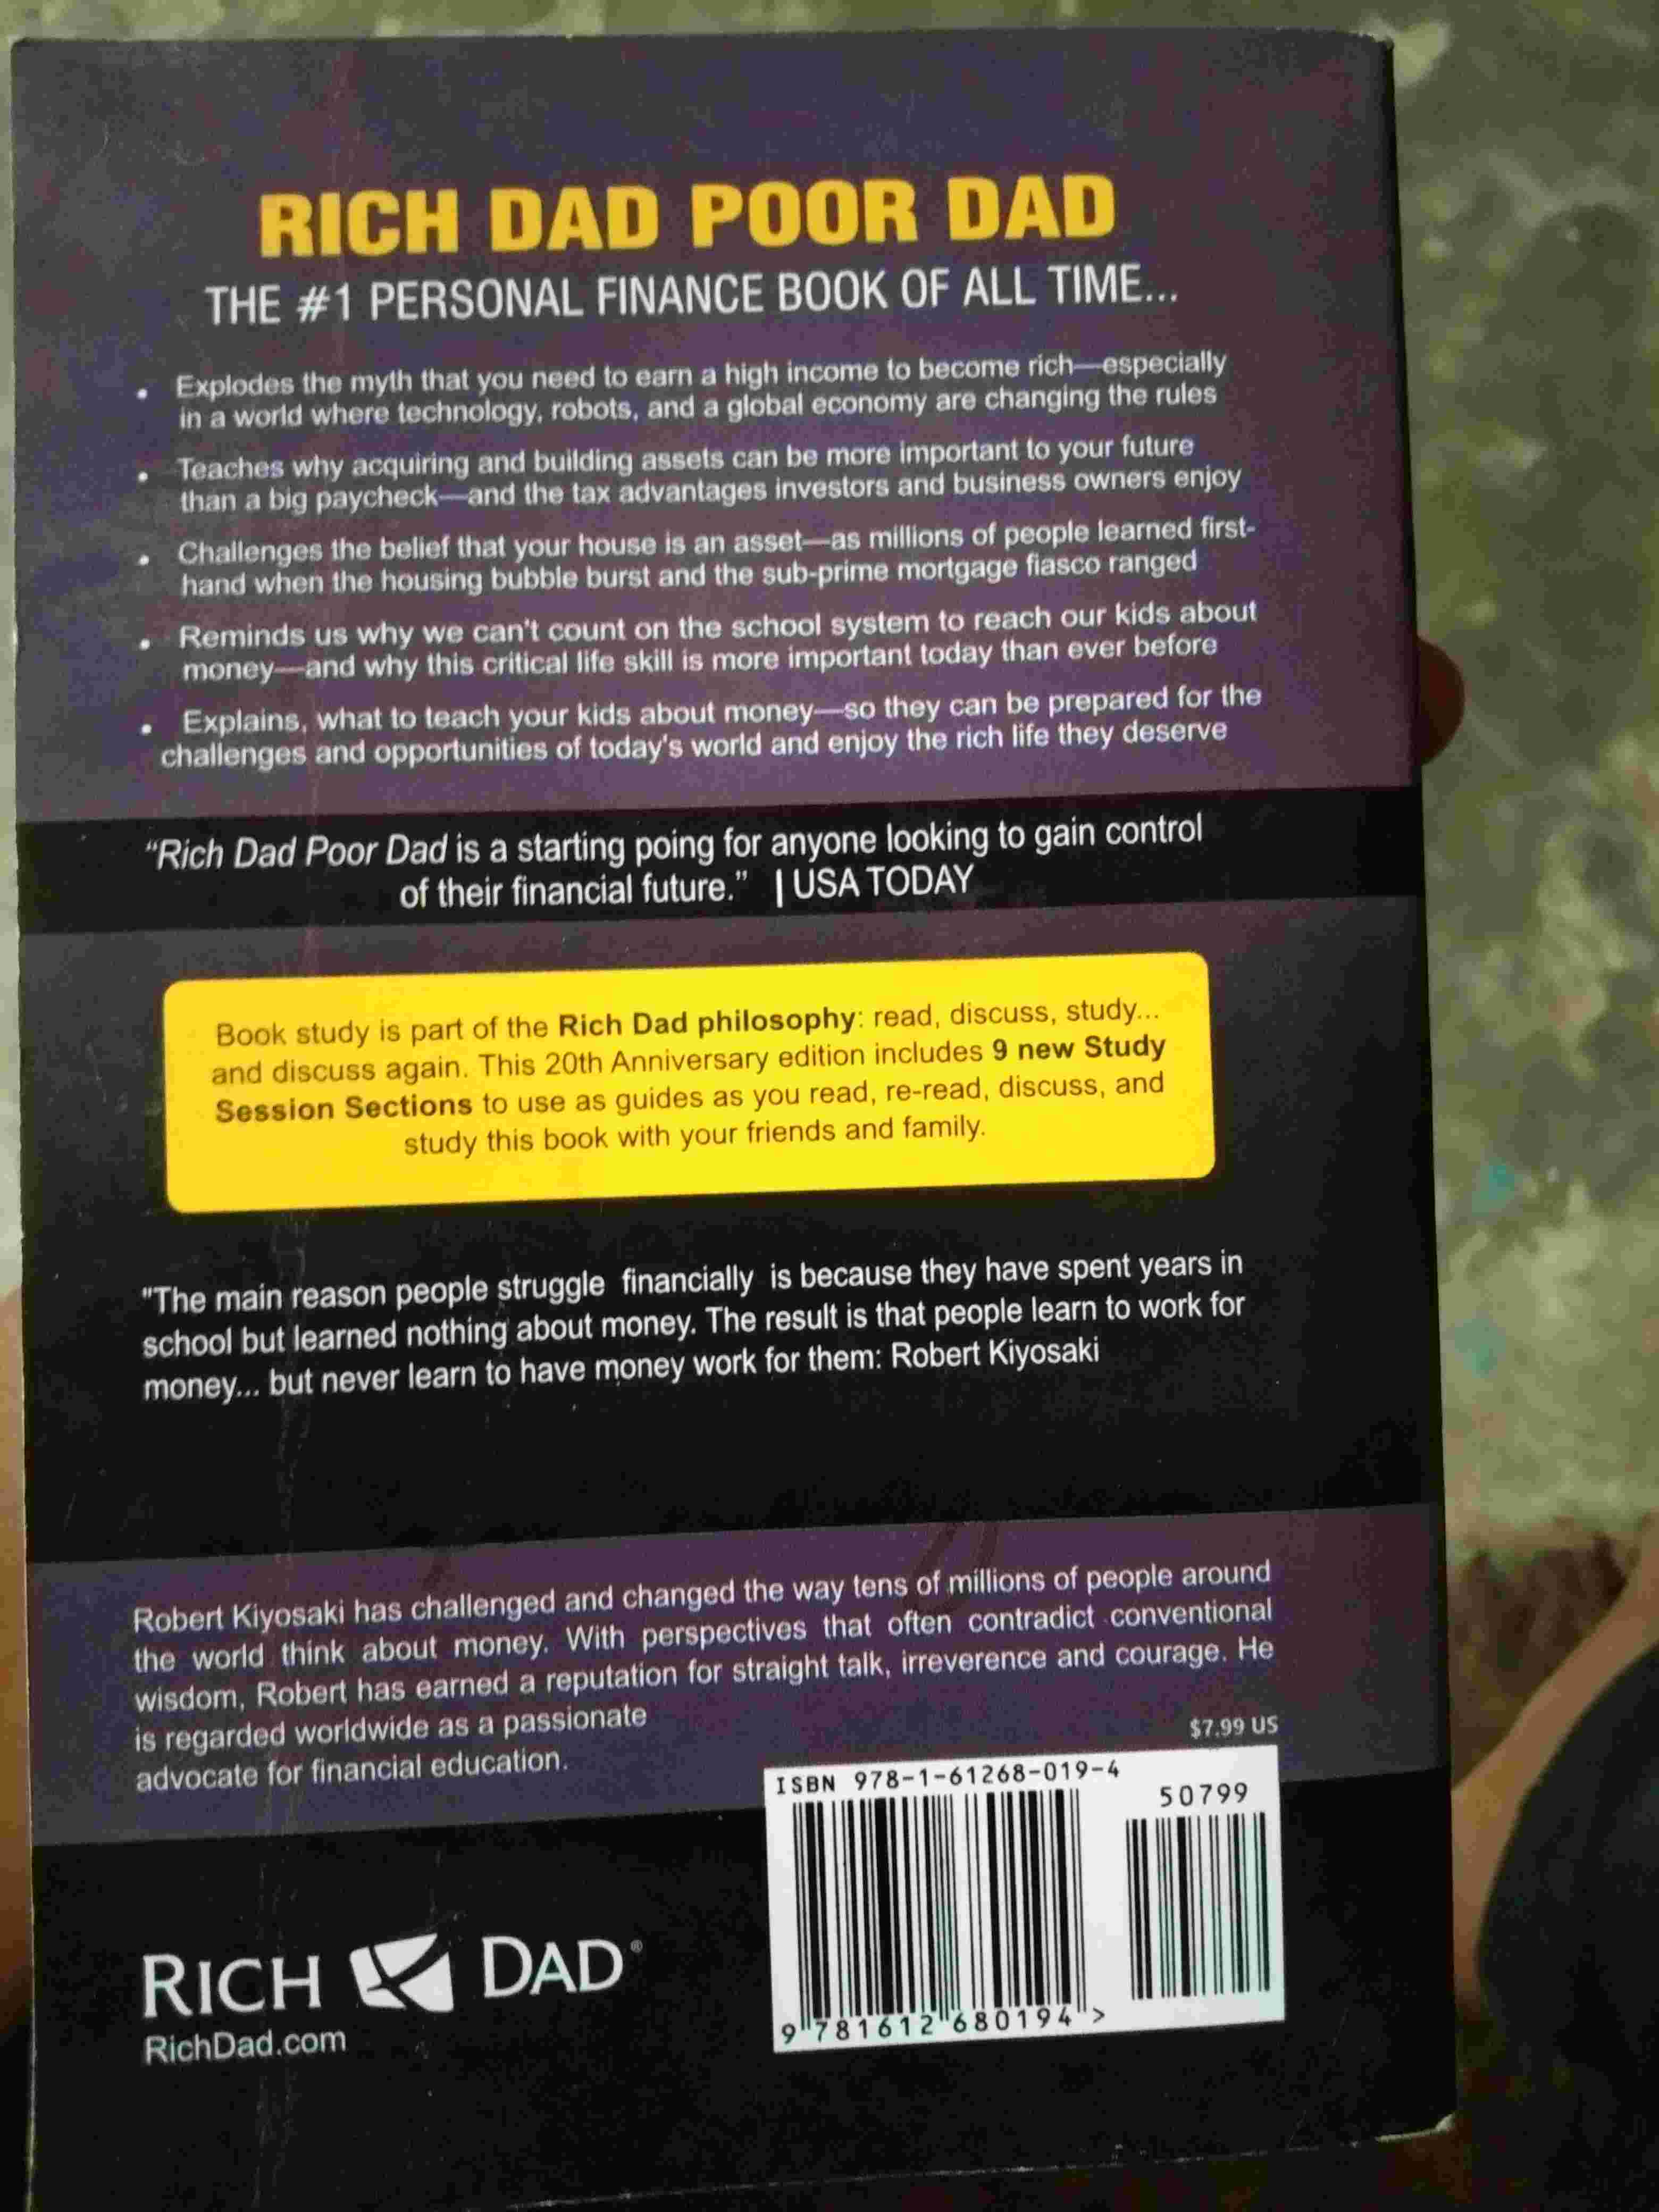 RICH DAD POOR DAD
THE #1 PERSONAL FINANCE BOOK OF ALL TIME...
• Explodes the myth that you need to earn a high income to become rich—especially
in a world where technology, robots, and a global economy are changing the rules
• Teaches why acquiring and building assets can be more important to your future
than a big paycheck—and the tax advantages investors and business owners enjoy
• Challenges the belief that your house is an asset—as millions of people learned first-
hand when the housing bubble burst and the sub-prime mortgage fiasco ranged
• Reminds us why we can't count on the school system to reach our kids about
money—and why this critical life skill is more important today than ever before
• Explains, what to teach your kids about money—so they can be prepared for the
challenges and opportunities of today's world and enjoy the rich life they deserve
“Rich Dad Poor Dad is a starting poing for anyone looking to gain control
of their financial future.” | USA TODAY
Book study is part of the Rich Dad philosophy: read, discuss, study...
and discuss again. This 20th Anniversary edition includes 9 new Study
Session Sections to use as guides as you read, re-read, discuss, and
study this book with your friends and family.
"The main reason people struggle financially is because they have spent years in
school but learned nothing about money. The result is that people learn to work for
money... but never learn to have money work for them: Robert Kiyosaki
Robert Kiyosaki has challenged and changed the way tens of millions of people around
the world think about money. With perspectives that often contradict conventional
wisdom, Robert has earned a reputation for straight talk, irreverence and courage. He
is regarded worldwide as a passionate
advocate for financial education.
$7.99 US
ISBN 978-1-61268-019-4
50799
9 781612 680194 >
RICH DAD®
RichDad.com